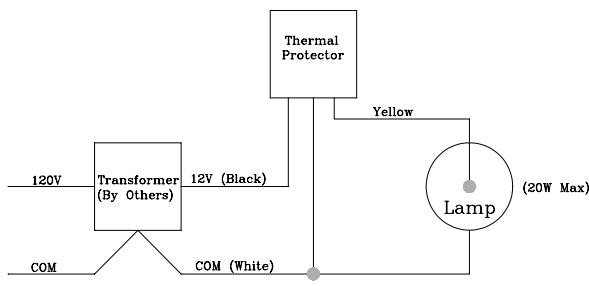 Thermal
Protector
Yellow
120V
Transformer
(By Others)
12V (Black)
Lamp
(20W Max)
COM
COM (White)